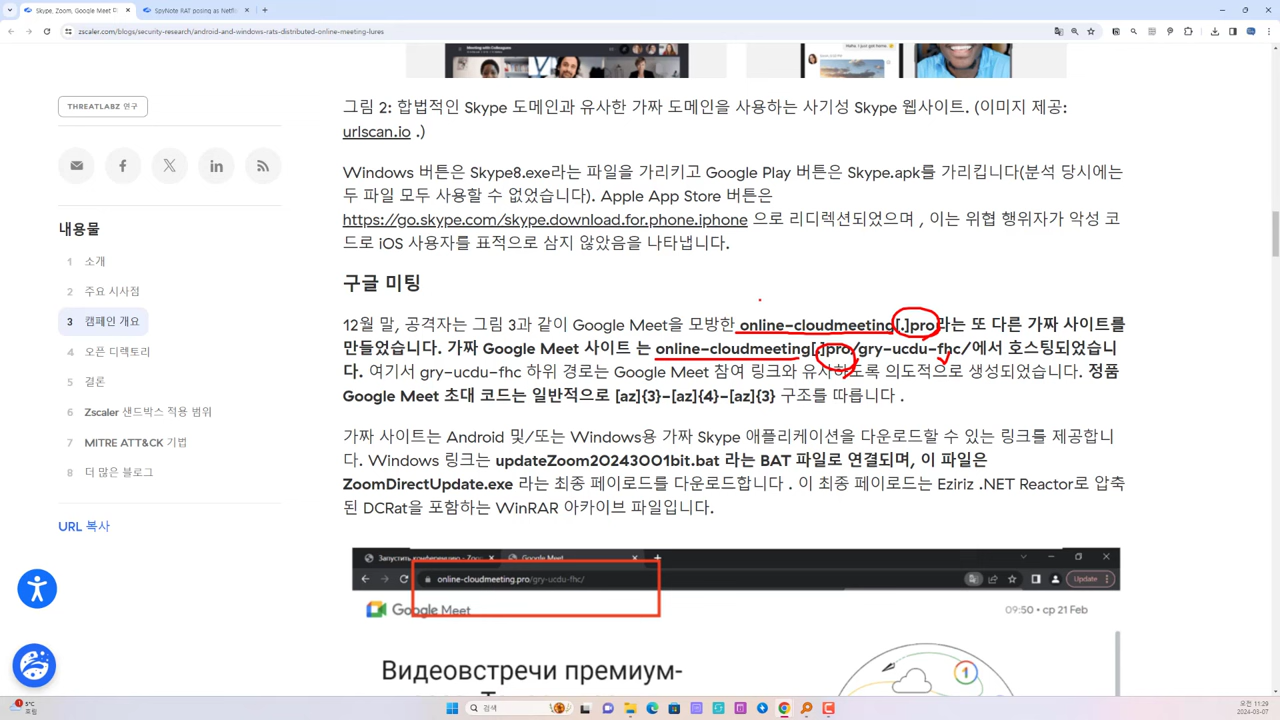 Skype, Zoom, Google Meet
SpyNote RAT posing as Netfl
zscaler.com/blogs/security-research/android-and-windows-rats-distributed-online-meeting-lures
Meeting with Colleagues
THREATLABZ 연구
그림 2: 합법적인 Skype 도메인과 유사한 가짜 도메인을 사용하는 사기성 Skype 웹사이트. (이미지 제공:
urlscan.io .)
Windows 버튼은 Skype8.exe라는 파일을 가리키고 Google Play 버튼은 Skype.apk를 가리킵니다(분석 당시에는
두 파일 모두 사용할 수 없었습니다). Apple App Store 버튼은
https://go.skype.com/skype.download.for.phone.iphone 으로 리디렉션되었으며 , 이는 위협 행위자가 악성 코
드로 iOS 사용자를 표적으로 삼지 않았음을 나타냅니다.
내용물
1 소개
2 주요 시사점
3 캠페인 개요
4 오픈 디렉토리
5 결론
6 Zscaler 샌드박스 적용 범위
7 MITRE ATT&CK 기법
8 더 많은 블로그
URL 복사
구글 미팅
12월 말, 공격자는 그림 3과 같이 Google Meet을 모방한 online-cloudmeeting[.]pro라는 또 다른 가짜 사이트를
만들었습니다. 가짜 Google Meet 사이트 는 online-cloudmeeting[.]pro/gry-ucdu-fhc/에서 호스팅되었습니
다. 여기서 gry-ucdu-fhc 하위 경로는 Google Meet 참여 링크와 유사하도록 의도적으로 생성되었습니다. 정품
Google Meet 초대 코드는 일반적으로 [az]{3}-[az]{4}-[az]{3} 구조를 따릅니다 .
가짜 사이트는 Android 및/또는 Windows용 가짜 Skype 애플리케이션을 다운로드할 수 있는 링크를 제공합니
다. Windows 링크는 updateZoom20243001bit.bat 라는 BAT 파일로 연결되며, 이 파일은
ZoomDirectUpdate.exe 라는 최종 페이로드를 다운로드합니다 . 이 최종 페이로드는 Eziriz .NET Reactor로 압축
된 DCRat을 포함하는 WinRAR 아카이브 파일입니다.
Google Meet
online-cloudmeeting.pro/gry-ucdu-fhc/
Update
Google Meet
09:50 • ср 21 Feb
Видеовстречи премиум-
1
5°C
흐림
검색
오전 11:29
2024-03-07